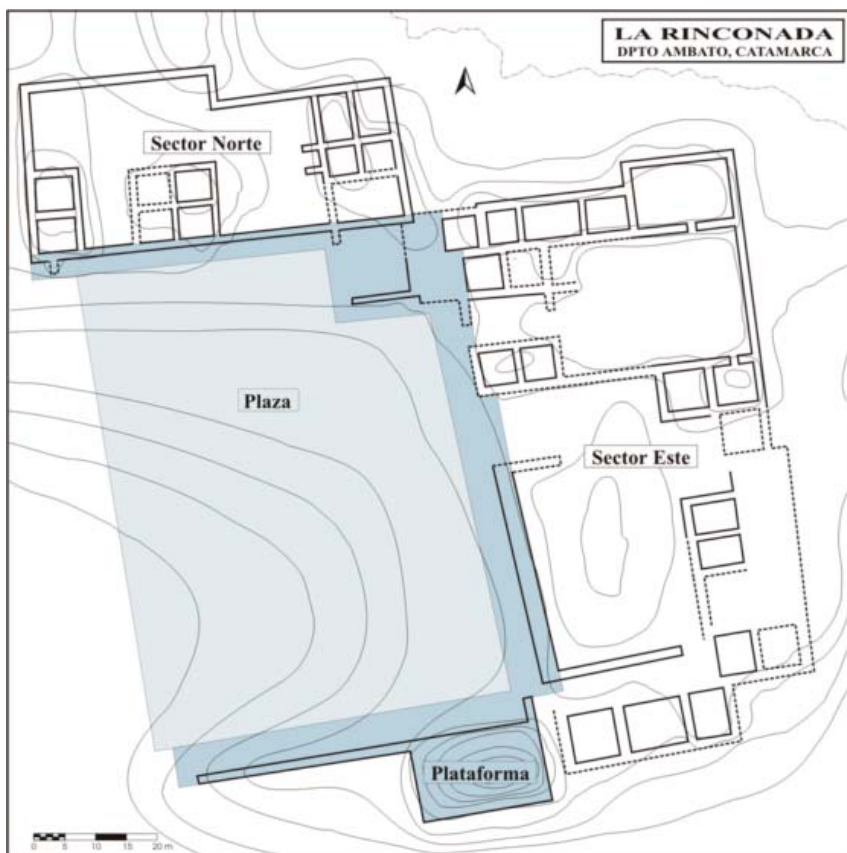 LA RINCONADA
DPTO AMBATO, CATAMARCA
Sector Norte
Plaza
Sector Este
Plataforma
0 5 10 15 20 m